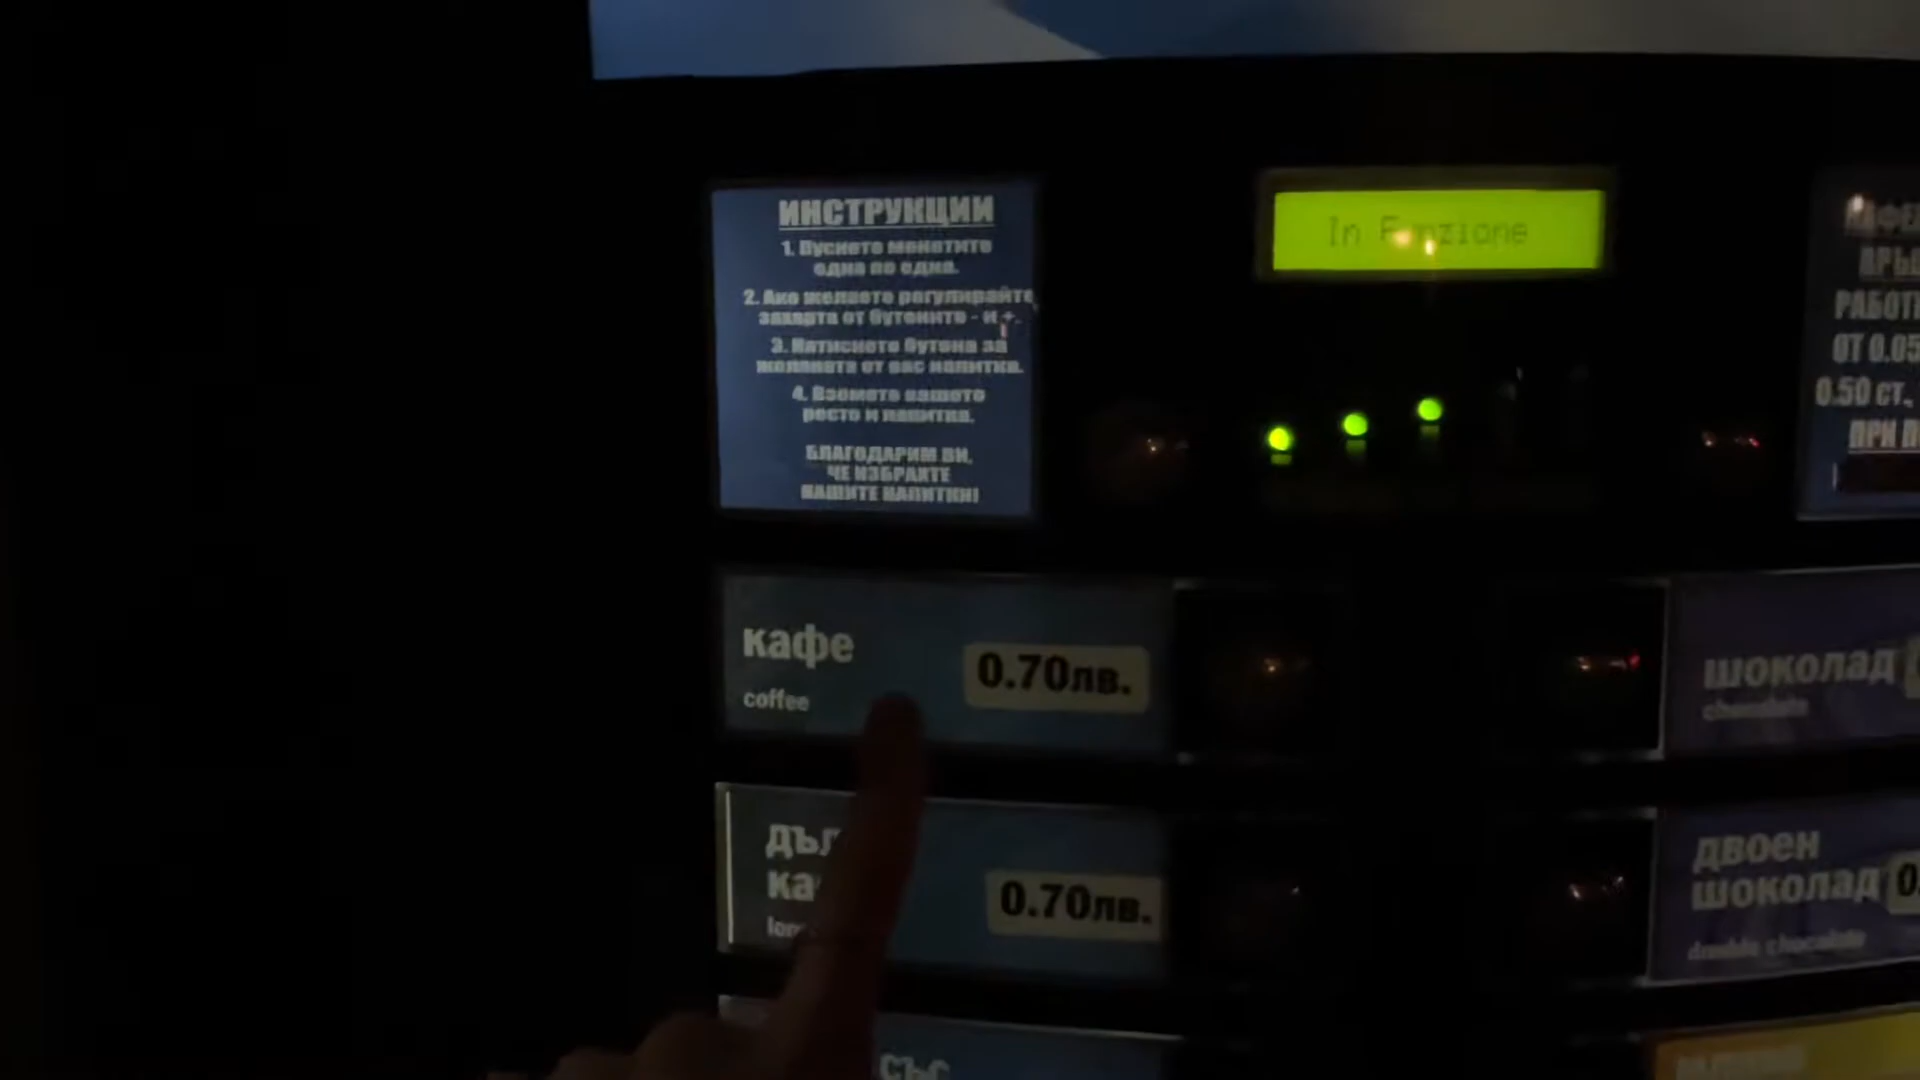 ИНСТРУКЦИИ
1. Пуснете монетите
една по една.
2. Ако желаете регулирайте
захарта от бутоните - и +.
3. Натиснете бутона за
желаната от вас напитка.
4. Вземете вашето
ресто и напитка.
БЛАГОДАРИМ ВИ,
ЧЕ ИЗБРАХТЕ
НАШИТЕ НАПИТКИ!
In Funzione
РАБОТ
ОТ 0.05
0.50 ст.,
ПРИ П
кафе
coffee
0.70лв.
шоколад
chocolate
дъл
ка
lon
0.70лв.
двоен
шоколад
double chocolate
със